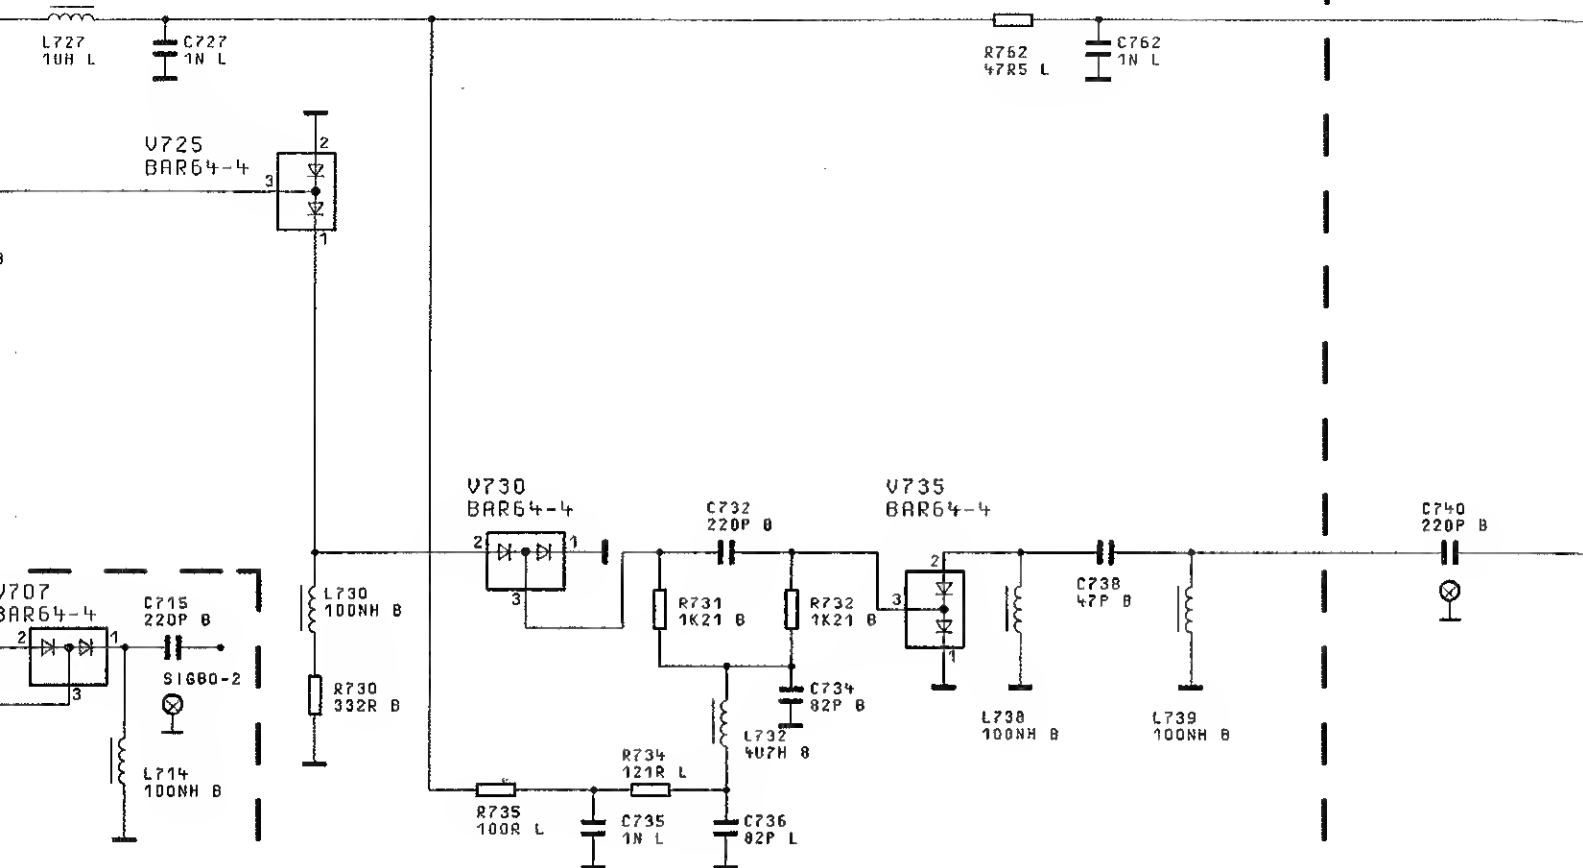 L727
1UH L
C727
1N L
R762
47R5 L
C762
1N L
V725
BAR64-4
2
3
1
V730
BAR64-4
2
1
3
C732
220P B
V735
BAR64-4
2
3
1
C740
220P B
V707
BAR64-4
2
1
3
C715
220P B
SIGBO-2
L730
100NH B
R731
1K21 B
R732
1K21 B
C738
47P B
R730
332R B
C734
82P B
L738
100NH B
L739
100NH B
L732
4U7H B
L714
100NH B
R734
121R L
R735
100R L
C735
1N L
C736
82P L